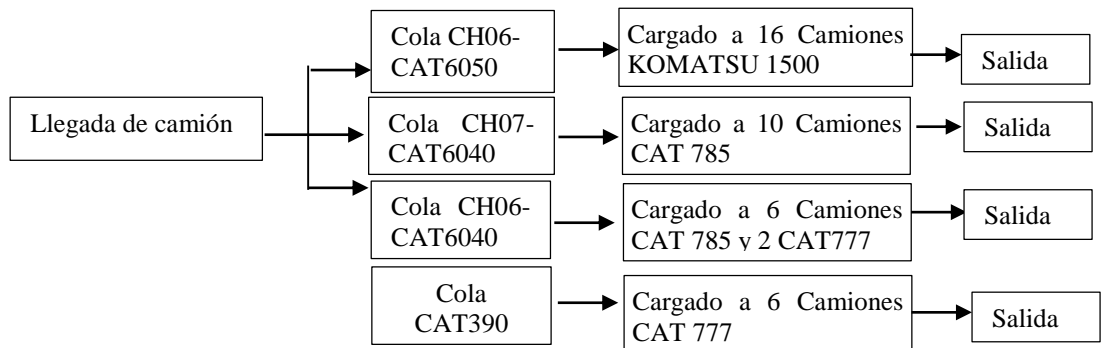 Llegada de camión
Cola CH06-
CAT6050
Cargado a 16 Camiones
KOMATSU 1500
Salida
Cola CH07-
CAT6040
Cargado a 10 Camiones
CAT 785
Salida
Cola CH06-
CAT6040
Cargado a 6 Camiones
CAT 785 y 2 CAT777
Salida
Cola
CAT390
Cargado a 6 Camiones
CAT 777
Salida